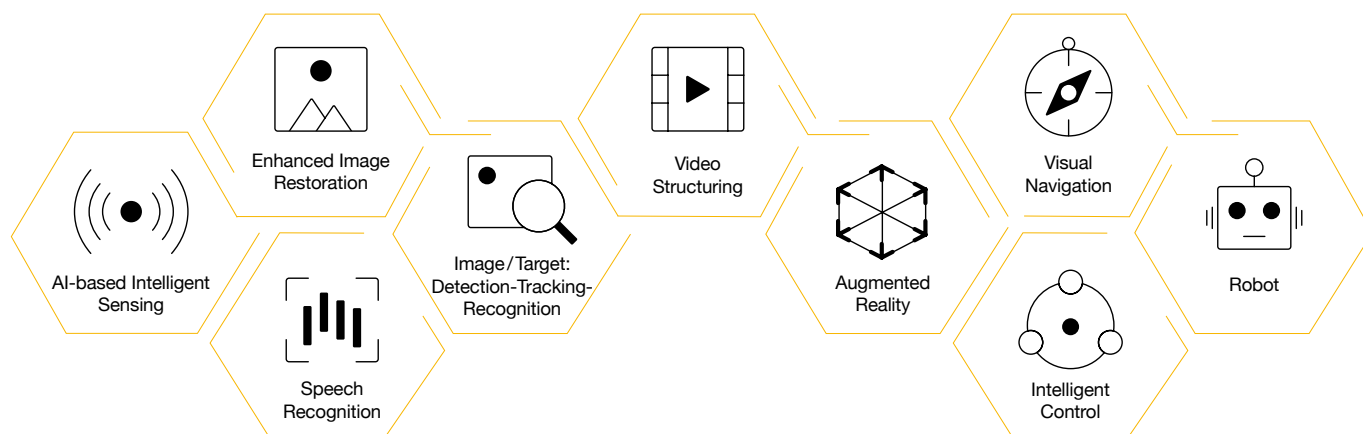 AI-based Intelligent
Sensing
Enhanced Image
Restoration
Speech
Recognition
Image/Target:
Detection-Tracking-
Recognition
Video
Structuring
Augmented
Reality
Visual
Navigation
Intelligent
Control
Robot